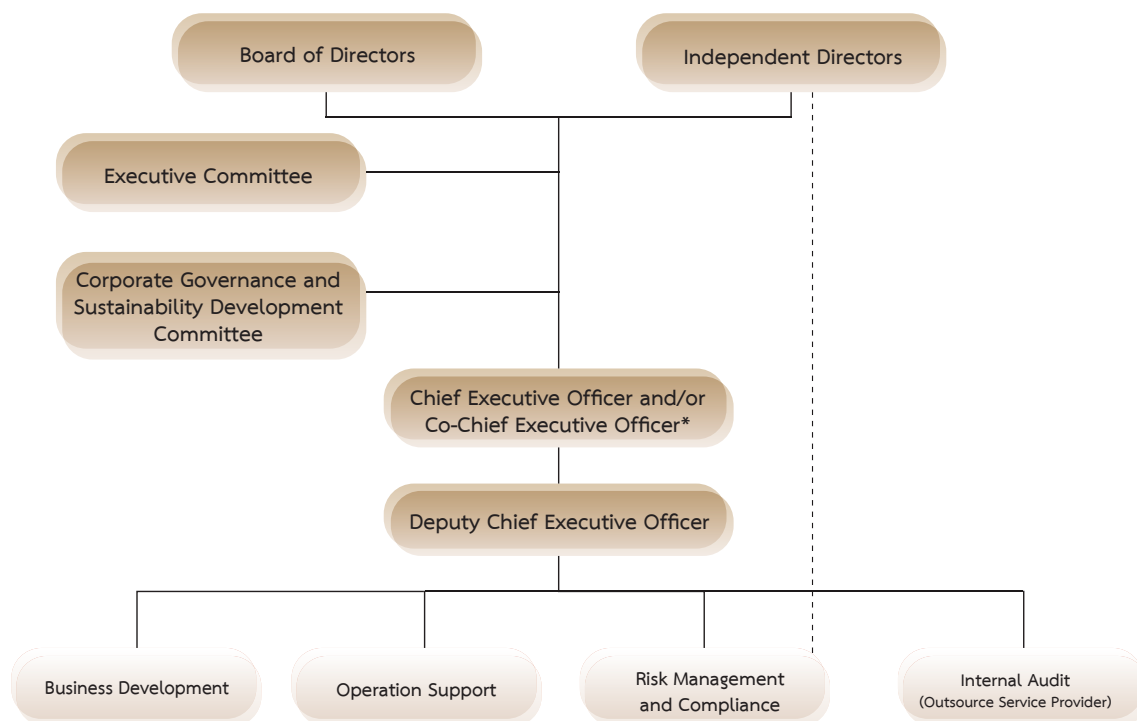 Board of Directors
Independent Directors
Executive Committee
Corporate Governance and
Sustainability Development
Committee
Chief Executive Officer and/or
Co-Chief Executive Officer*
Deputy Chief Executive Officer
Business Development
Operation Support
Risk Management
and Compliance
Internal Audit
(Outsource Service Provider)